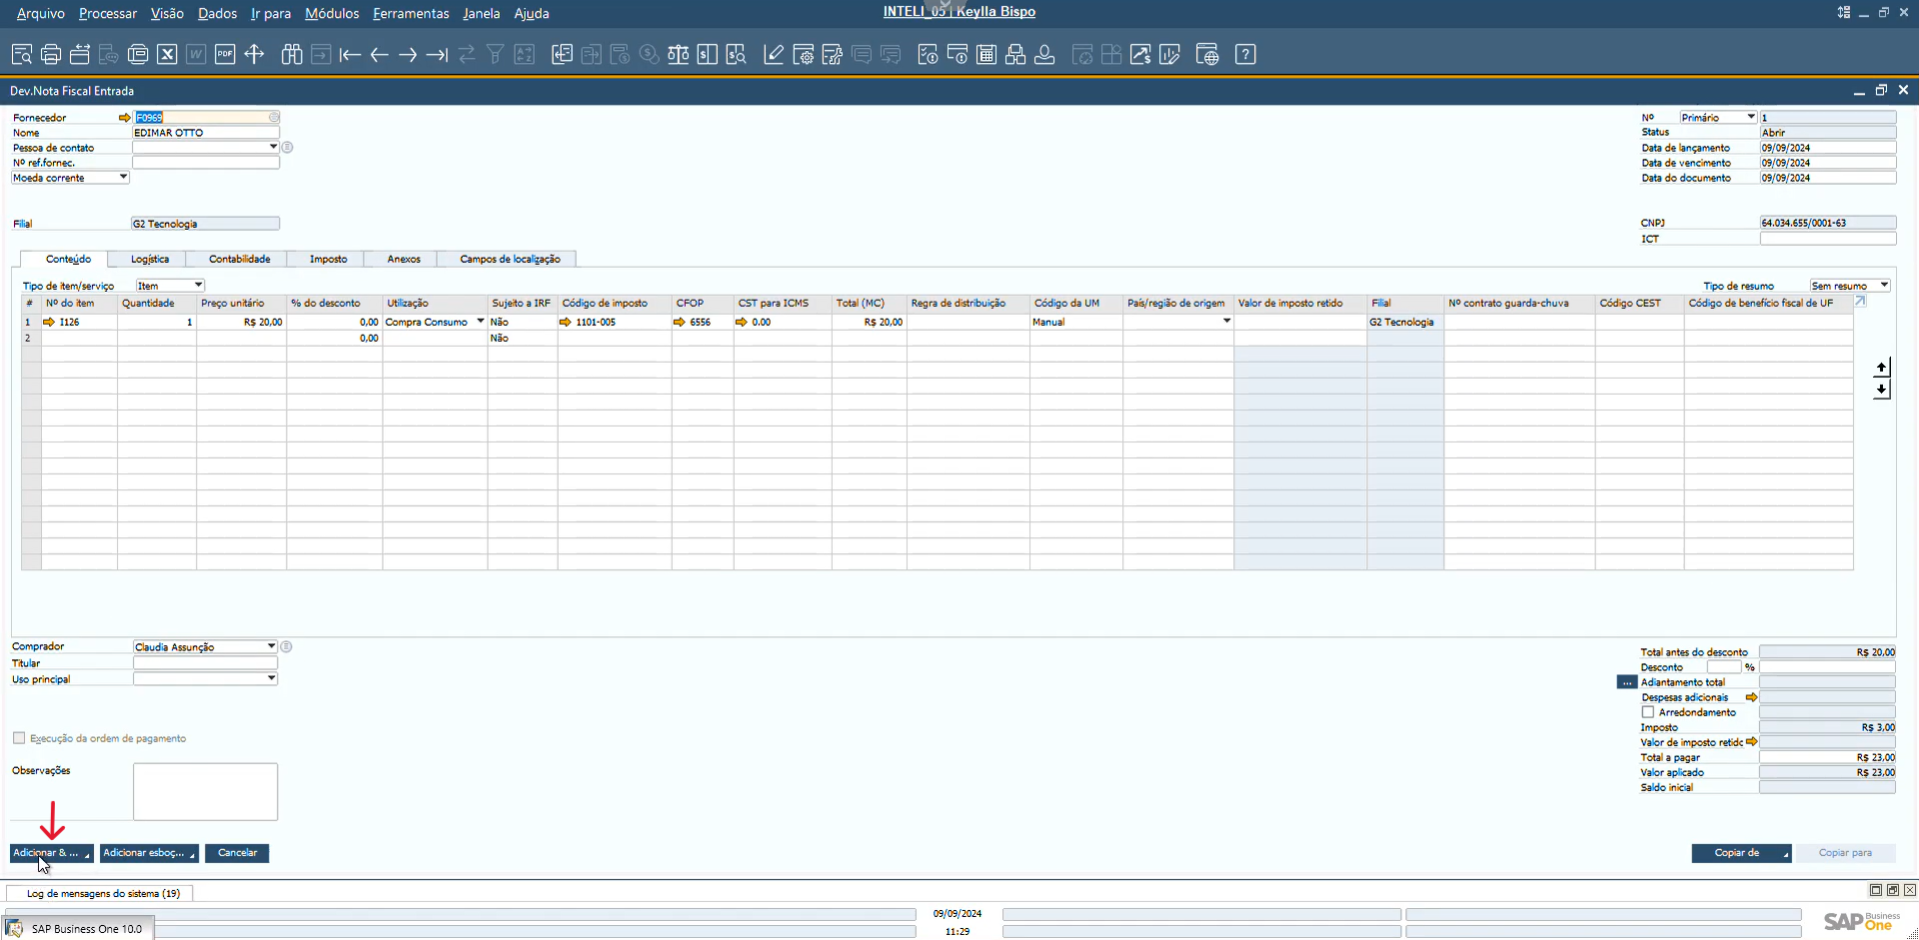 Arquivo Processar Visão Dados Ir para Módulos Ferramentas Janela Ajuda
INTELI_05 | Keylla Bispo
Dev.Nota Fiscal Entrada
Fornecedor F0969
Nome EDIMAR OTTO
Pessoa de contato
Nº ref.fornec.
Moeda corrente
Filial G2 Tecnologia
Nº Primário 1
Status Abrir
Data de lançamento 09/09/2024
Data de vencimento 09/09/2024
Data do documento 09/09/2024
CNPJ 64.034.655/0001-63
ICT
Conteúdo Logística Contabilidade Imposto Anexos Campos de localização
Tipo de item/serviço Item
Tipo de resumo Sem resumo
# Nº do item Quantidade Preço unitário % do desconto Utilização Sujeito a IRF Código de imposto CFOP CST para ICMS Total (MC) Regra de distribuição Código da UM País/região de origem Valor de imposto retido Filial Nº contrato guarda-chuva Código CEST Código de benefício fiscal de UF
1 I126 1 R$ 20,00 0,00 Compra Consumo Não 1101-005 6556 0.00 R$ 20,00 Manual G2 Tecnologia
2 0,00 Não
Comprador Claudia Assunção
Titular
Uso principal
Execução da ordem de pagamento
Observações
Total antes do desconto R$ 20,00
Desconto %
... Adiantamento total
Despesas adicionais
Arredondamento
Imposto R$ 3,00
Valor de imposto retido
Total a pagar R$ 23,00
Valor aplicado R$ 23,00
Saldo inicial
Adicionar & ... Adicionar esboç... Cancelar
Copiar de Copiar para
Log de mensagens do sistema (19)
09/09/2024
11:29
SAP Business One 10.0
SAP Business One